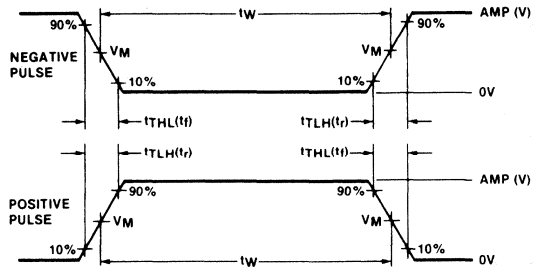 tW
90%
90%
AMP (V)
NEGATIVE
PULSE
VM
VM
10%
10%
0V
tTHL(tf)
tTLH(tr)
tTLH(tr)
tTHL(tf)
AMP (V)
90%
90%
POSITIVE
PULSE
VM
VM
10%
10%
tW
0V